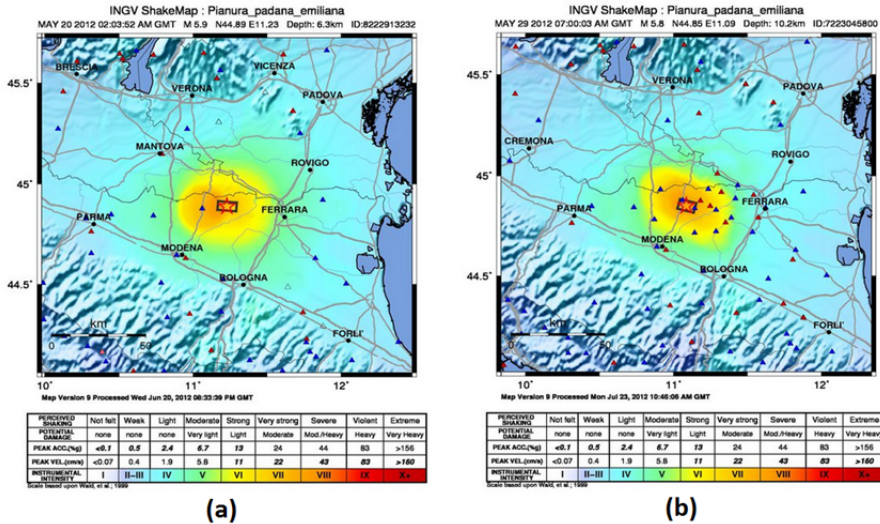 INGV ShakeMap : Pianura_padana_emiliana
MAY 20 2012 02:03:52 AM GMT M 5.9 N44.89 E11.23 Depth: 6.3km ID:8222913232
BRESCIA
VICENZA
VERONA
PADOVA
MANTOVA
ROVIGO
PARMA
FERRARA
MODENA
BOLOGNA
FORLI'
km
0 50
45.5˚
45˚
44.5˚
10˚ 11˚ 12˚
Map Version 9 Processed Wed Jun 20, 2012 08:33:39 PM GMT
PERCEIVED SHAKING Not felt Weak Light Moderate Strong Very strong Severe Violent Extreme
POTENTIAL DAMAGE none none none Very light Light Moderate Mod./Heavy Heavy Very Heavy
PEAK ACC.(%g) <0.1 0.5 2.4 6.7 13 24 44 83 >156
PEAK VEL.(cm/s) <0.07 0.4 1.9 5.8 11 22 43 83 >160
INSTRUMENTAL INTENSITY I II-III IV V VI VII VIII IX X+
Scale based upon Wald, et al.; 1999
(a)
INGV ShakeMap : Pianura_padana_emiliana
MAY 29 2012 07:00:03 AM GMT M 5.8 N44.85 E11.09 Depth: 10.2km ID:7223045800
VERONA
PADOVA
CREMONA
ROVIGO
PARMA
FERRARA
MODENA
BOLOGNA
FORLI'
km
0 50
45.5˚
45˚
44.5˚
10˚ 11˚ 12˚
Map Version 9 Processed Mon Jul 23, 2012 10:46:06 AM GMT
PERCEIVED SHAKING Not felt Weak Light Moderate Strong Very strong Severe Violent Extreme
POTENTIAL DAMAGE none none none Very light Light Moderate Mod./Heavy Heavy Very Heavy
PEAK ACC.(%g) <0.1 0.5 2.4 6.7 13 24 44 83 >156
PEAK VEL.(cm/s) <0.07 0.4 1.9 5.8 11 22 43 83 >160
INSTRUMENTAL INTENSITY I II-III IV V VI VII VIII IX X+
Scale based upon Wald, et al.; 1999
(b)